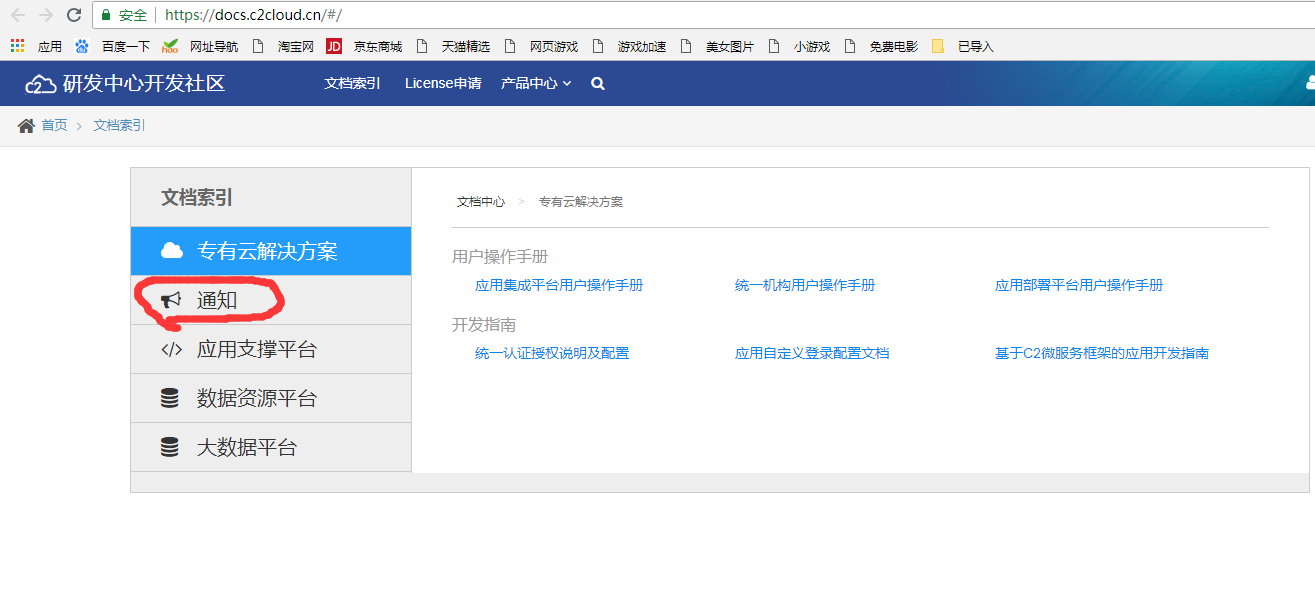 安全 https://docs.c2cloud.cn/#/
应用 百度一下 hao 网址导航 淘宝网 JD 京东商城 天猫精选 网页游戏 游戏加速 美女图片 小游戏 免费电影 已导入
c2 研发中心开发社区 文档索引 License申请 产品中心
首页 > 文档索引
文档索引
专有云解决方案
通知
</> 应用支撑平台
数据资源平台
大数据平台
文档中心 > 专有云解决方案
用户操作手册
应用集成平台用户操作手册 统一机构用户操作手册 应用部署平台用户操作手册
开发指南
统一认证授权说明及配置 应用自定义登录配置文档 基于C2微服务框架的应用开发指南